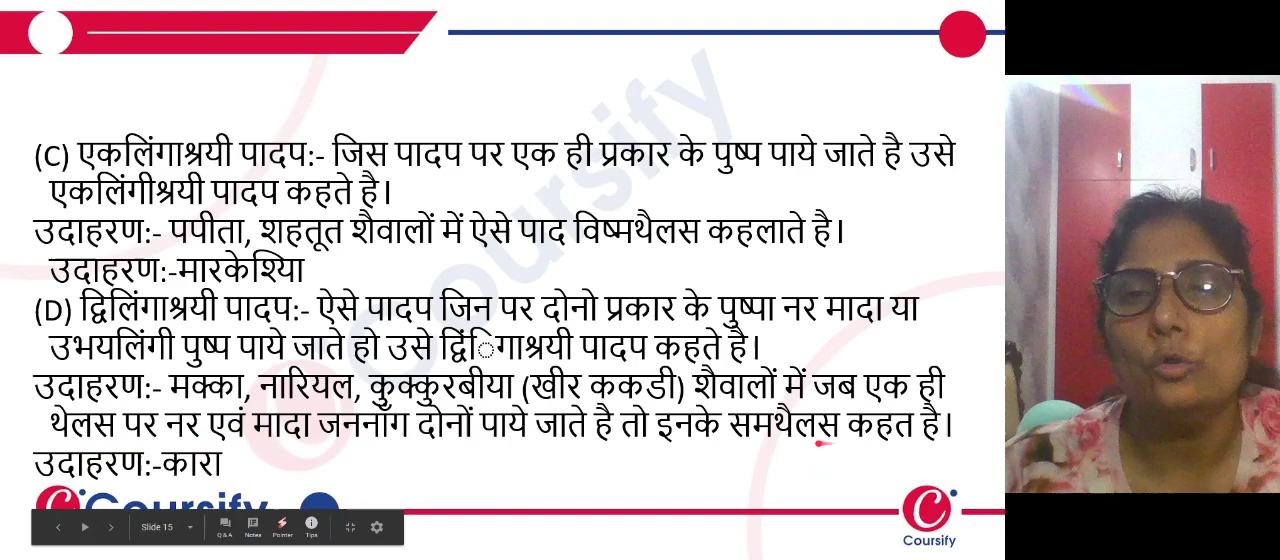 (C) एकलिंगाश्रयी पादपः- जिस पादप पर एक ही प्रकार के पुष्प पाये जाते है उसे
एकलिंगीश्रयी पादप कहते है।
उदाहरणः- पपीता, शहतूत शैवालों में ऐसे पाद विष्मथैलस कहलाते है।
उदाहरणः-मारकेश्यिा
(D) द्विलिंगाश्रयी पादपः- ऐसे पादप जिन पर दोनो प्रकार के पुष्पा नर मादा या
उभयलिंगी पुष्प पाये जाते हो उसे द्विंिगाश्रयी पादप कहते है।
उदाहरणः- मक्का, नारियल, कुक्कुरबीया (खीर ककडी) शैवालों में जब एक ही
थेलस पर नर एवं मादा जननाँग दोनों पाये जाते है तो इनके समथैलस कहत है।
उदाहरणः-कारा
Coursify
Coursify
Slide 15
Q&A Notes Pointer Tips
Coursify